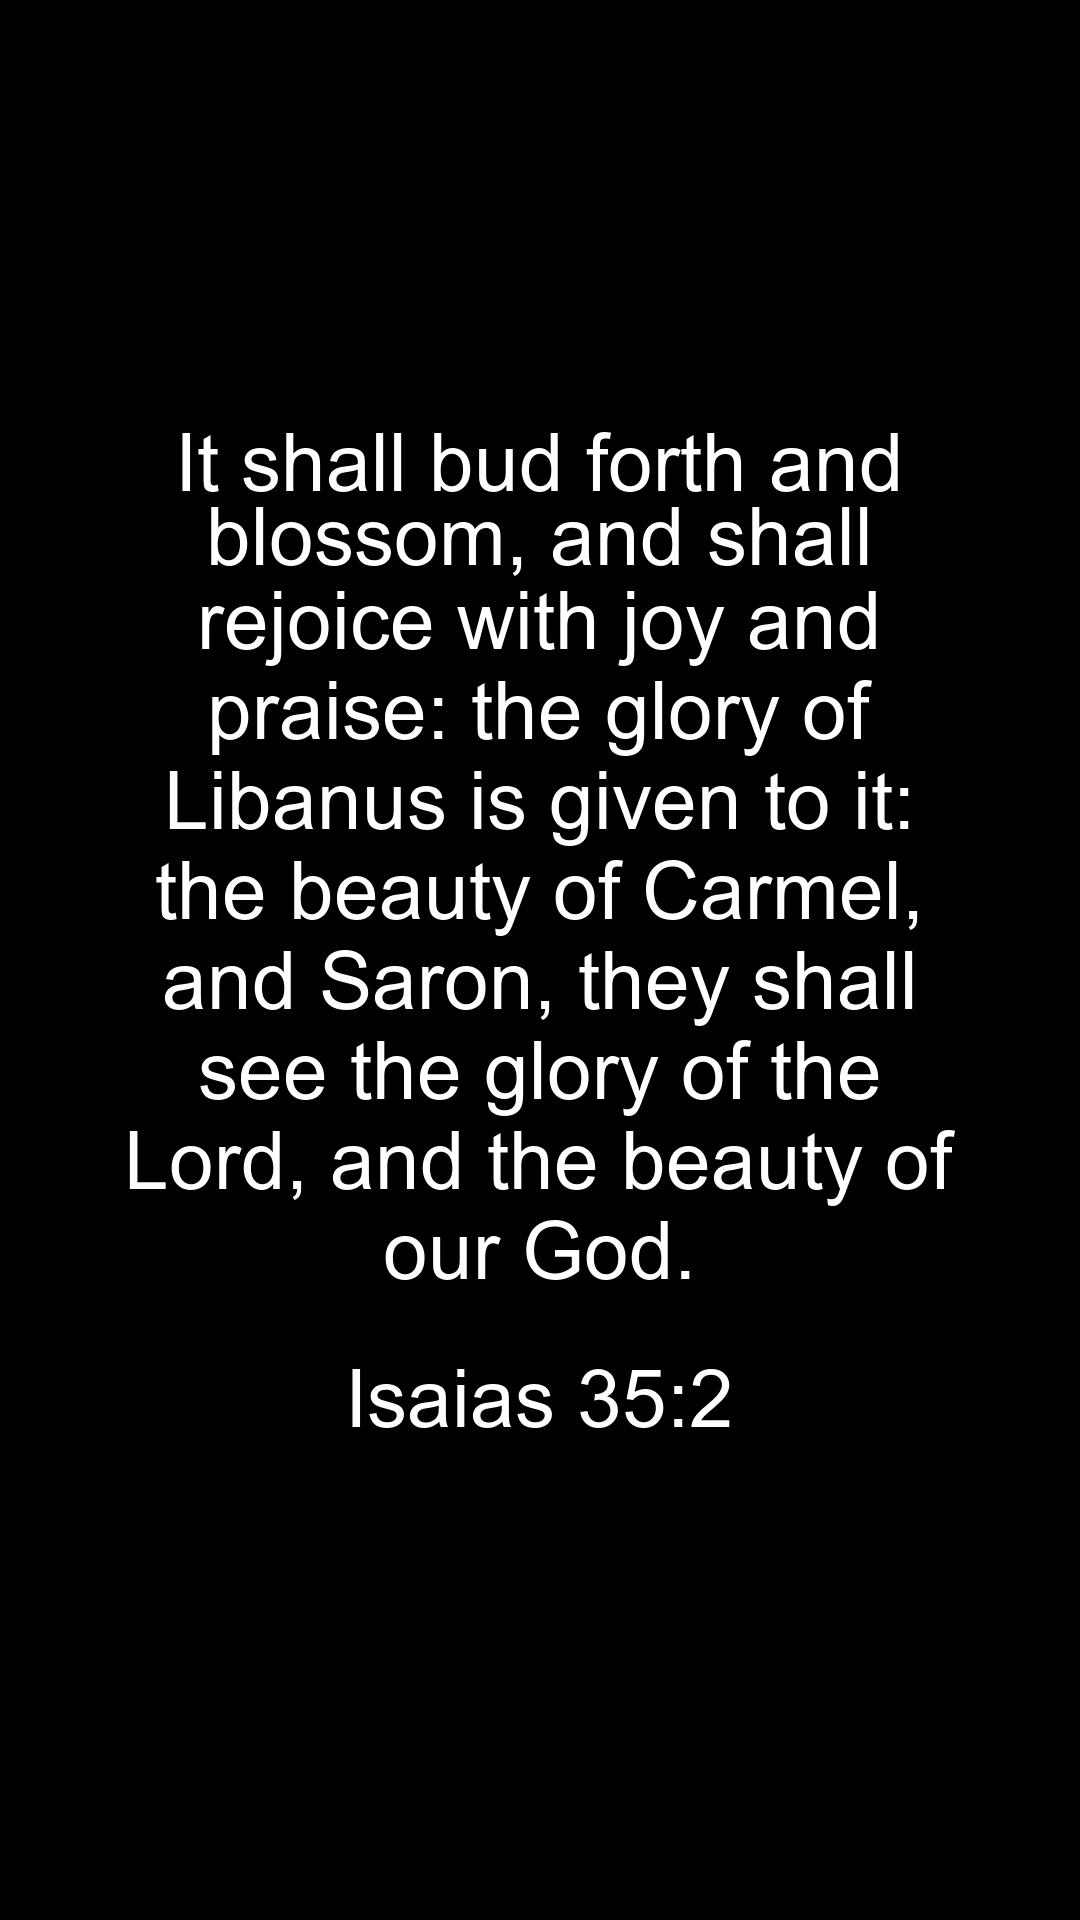 It shall bud forth and
blossom, and shall
rejoice with joy and
praise: the glory of
Libanus is given to it:
the beauty of Carmel,
and Saron, they shall
see the glory of the
Lord, and the beauty of
our God.
Isaias 35:2